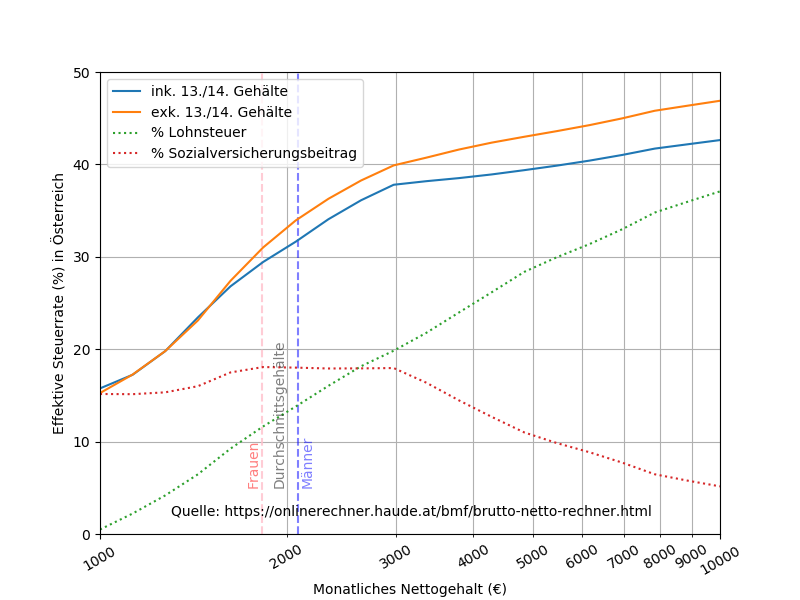 50
40
30
20
10
0
Effektive Steuerrate (%) in Österreich
ink. 13./14. Gehälte
exk. 13./14. Gehälte
% Lohnsteuer
% Sozialversicherungsbeitrag
Frauen
Durchschnittsgehälte
Männer
Quelle: https://onlinerechner.haude.at/bmf/brutto-netto-rechner.html
1000
2000
3000
4000
5000
6000
7000
8000
9000
10000
Monatliches Nettogehalt (€)